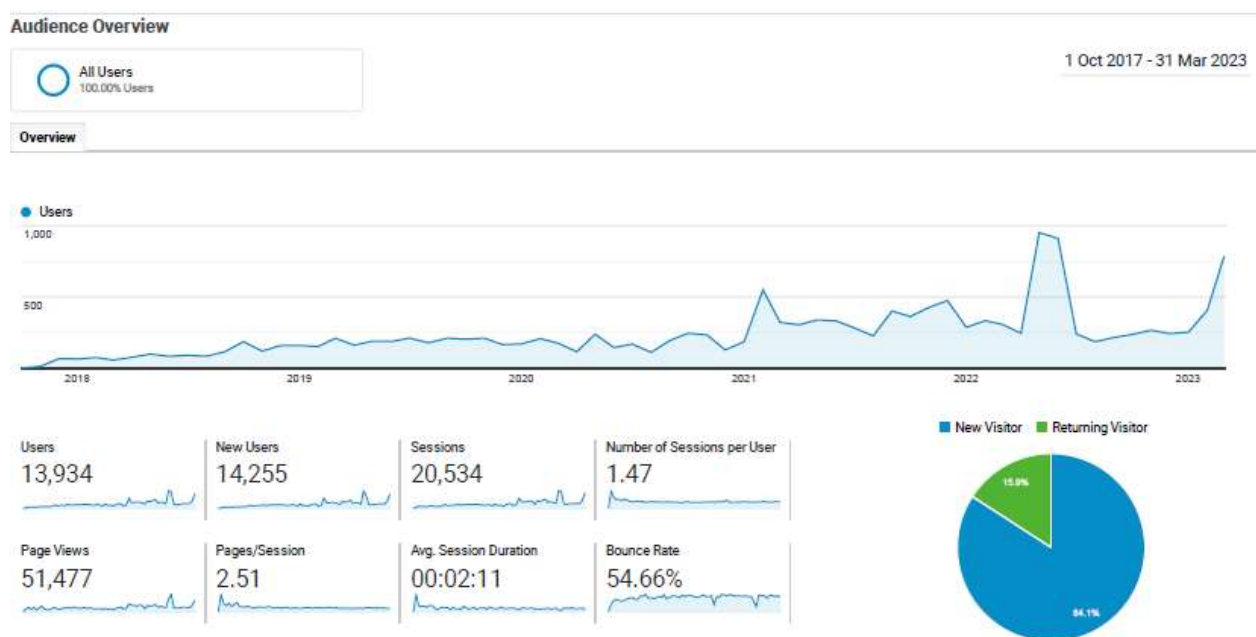 Audience Overview
All Users
100.00% Users
1 Oct 2017 - 31 Mar 2023
Overview
Users
1,000
500
2018 2019 2020 2021 2022 2023
New Visitor Returning Visitor
Users New Users Sessions Number of Sessions per User
13,934 14,255 20,534 1.47
15.9%
Page Views Pages/Session Avg. Session Duration Bounce Rate
51,477 2.51 00:02:11 54.66%
84.1%